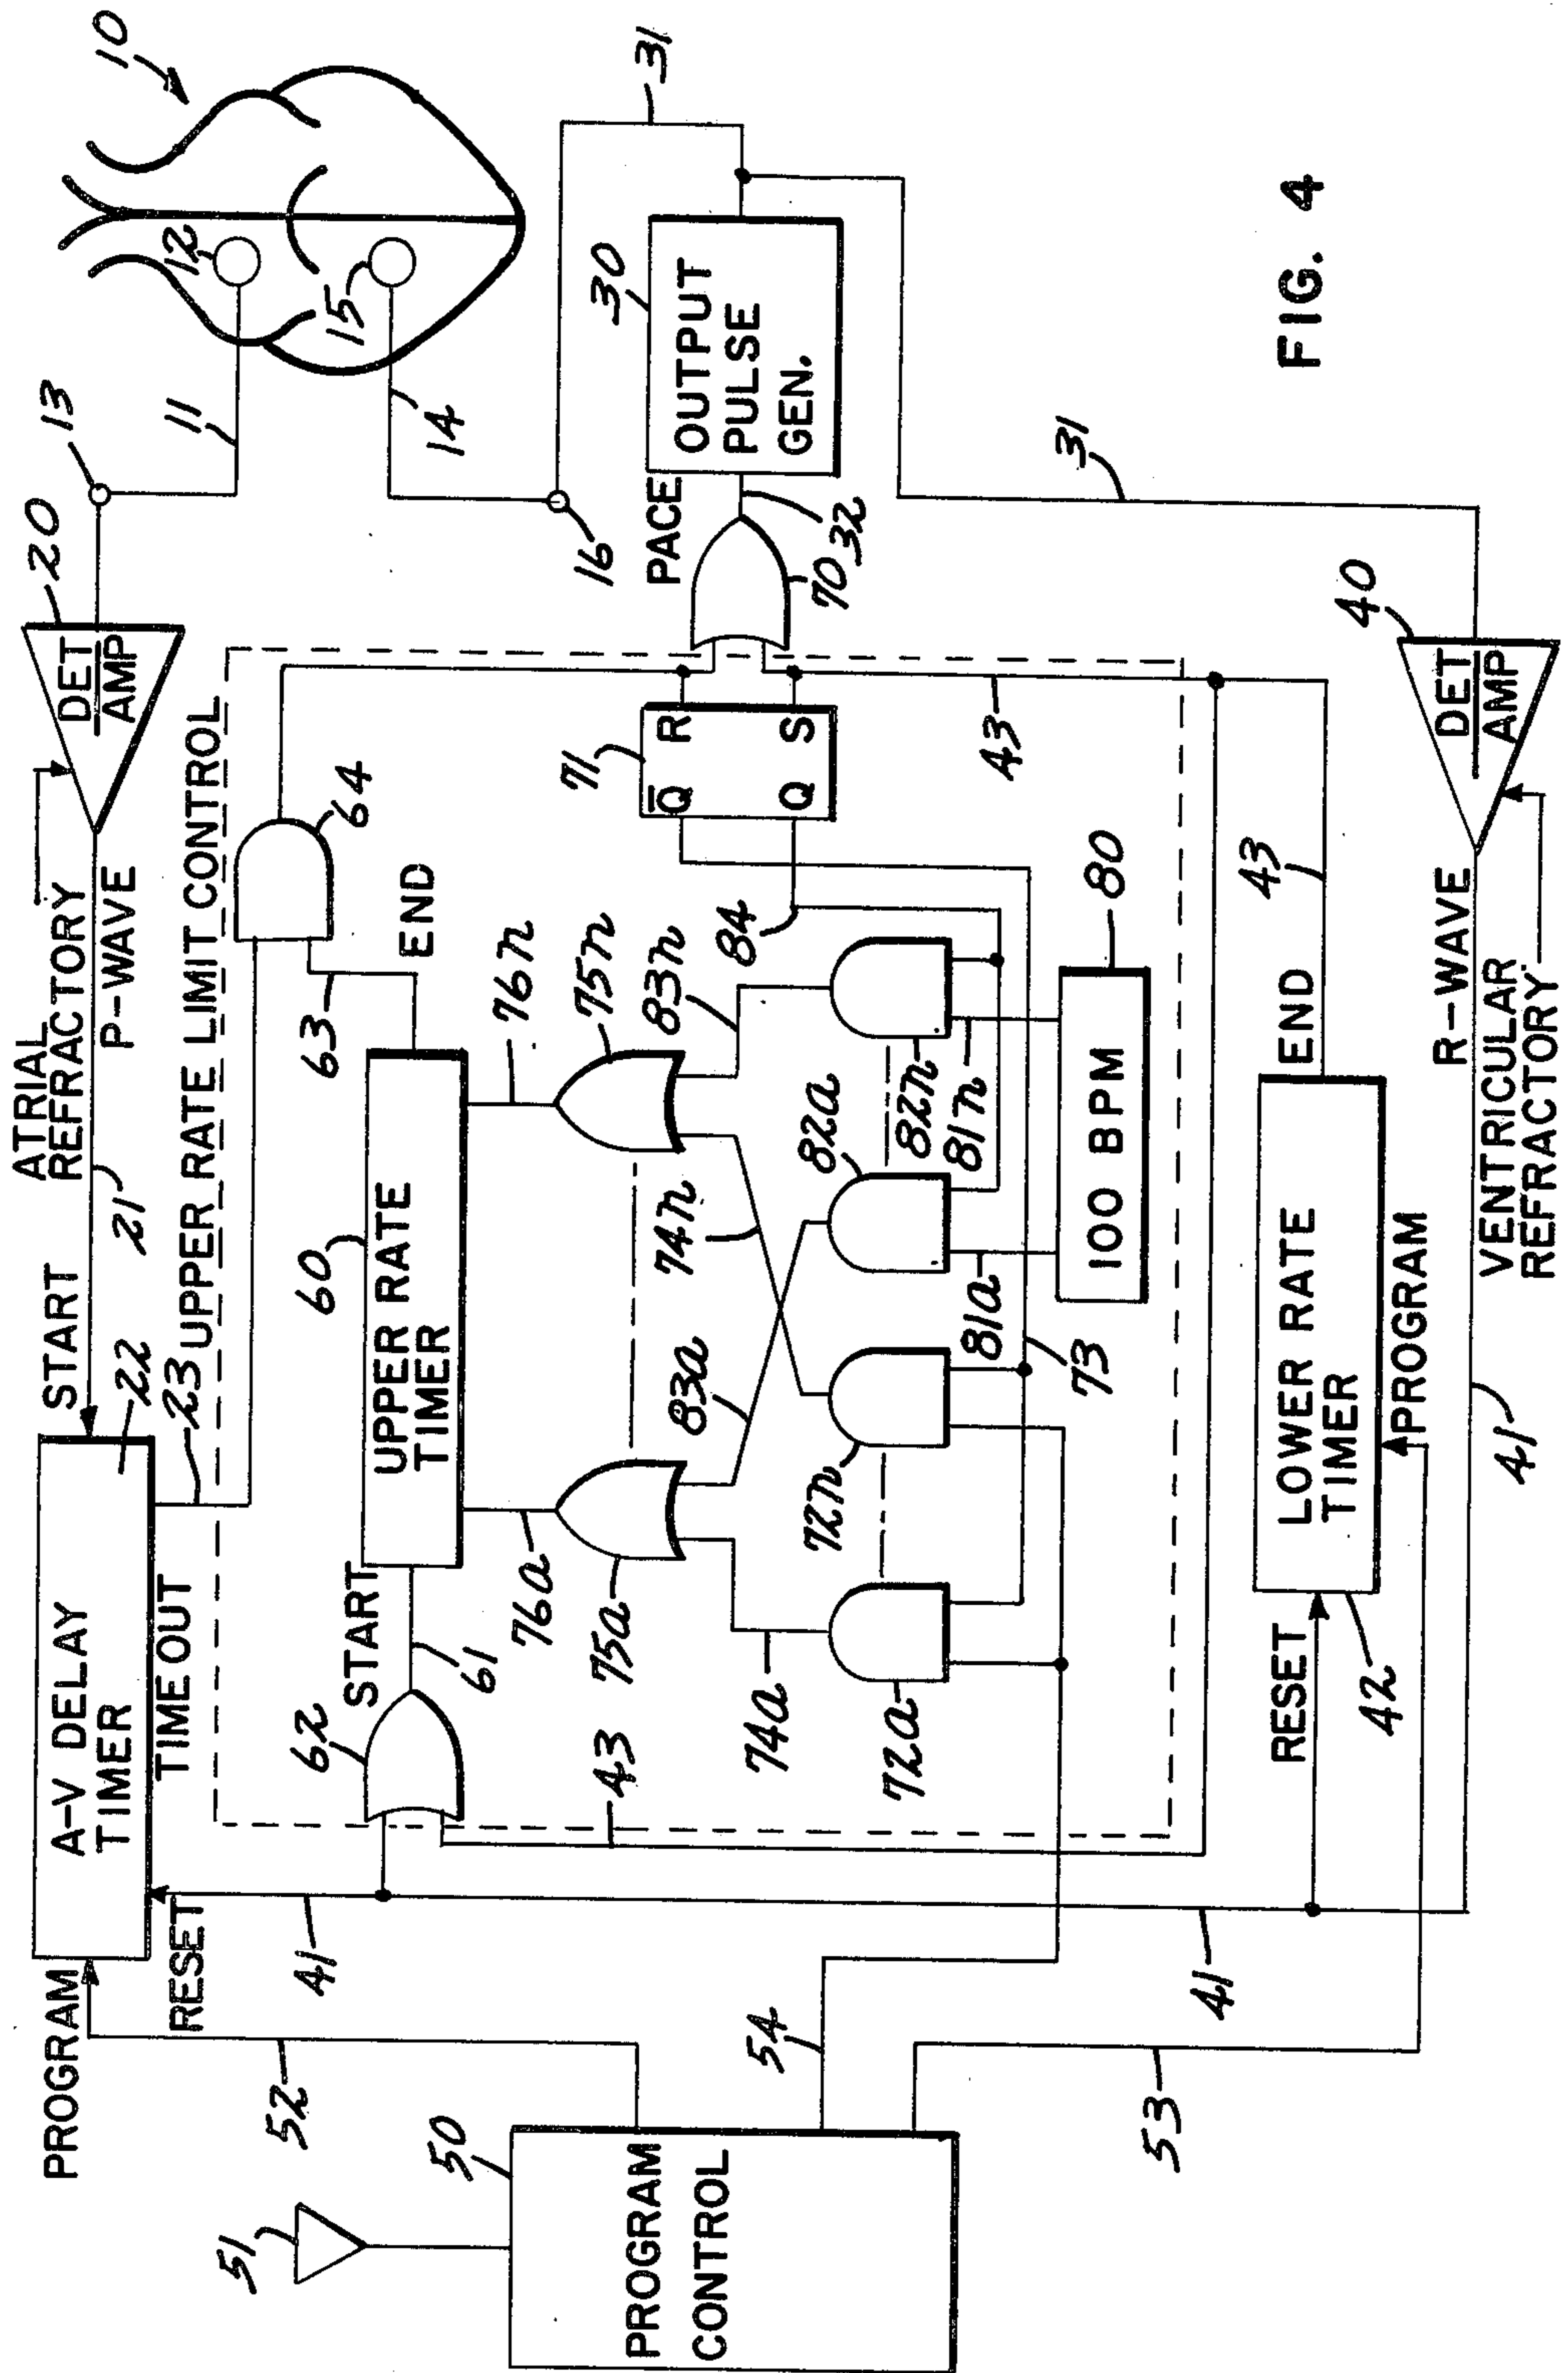 PROGRAM
A-V DELAY
TIMER
START
22
TIMEOUT
23
RESET
ATRIAL
REFRACTORY
P-WAVE
21
DET
AMP
20
13
11
12
15
14
10
16
UPPER RATE LIMIT CONTROL
52
41
51
50
PROGRAM
CONTROL
54
53
62
START
61
43
60
UPPER RATE
TIMER
END
63
64
76a
76n
75a
75n
74a
74n
83a
83n
72a
72n
82a
82n
81a
81n
73
84
100 BPM
80
71
Q̅ R
Q S
43
PACE
70
32
30
OUTPUT
PULSE
GEN.
31
31
RESET
42
LOWER RATE
TIMER
END
43
PROGRAM
41
41
R-WAVE
VENTRICULAR
REFRACTORY
DET
AMP
40
FIG. 4